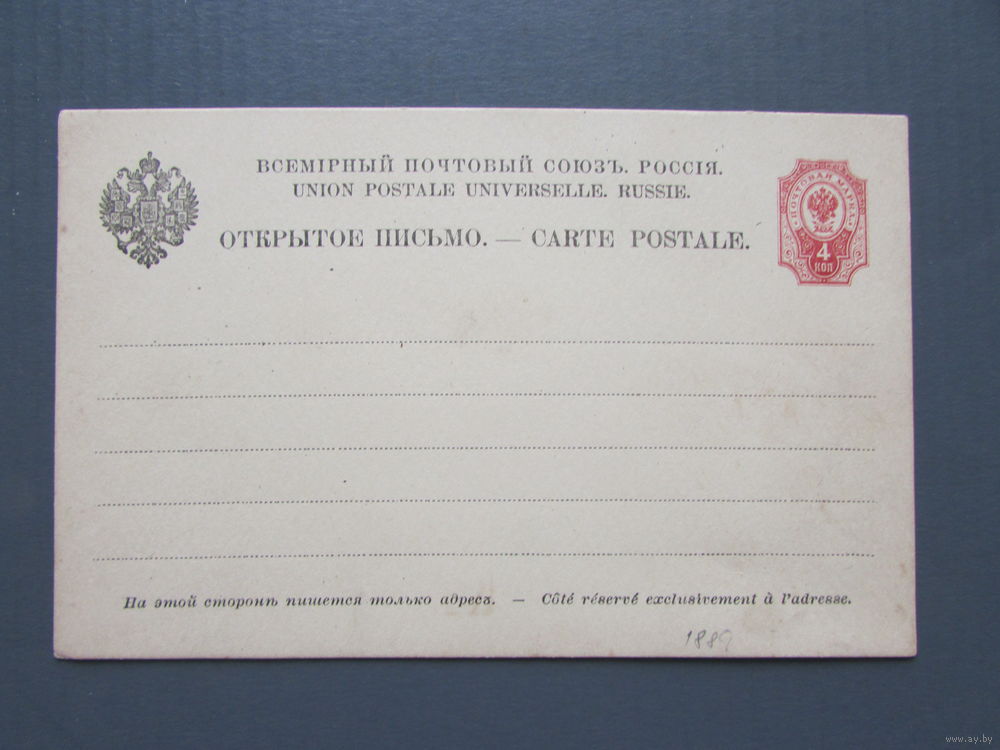 ВСЕМІРНЫЙ ПОЧТОВЫЙ СОЮЗЪ. РОССІЯ.
UNION POSTALE UNIVERSELLE. RUSSIE.
ОТКРЫТОЕ ПИСЬМО. — CARTE POSTALE.
ПОЧТОВАЯ МАРКА
4
КОП
На этой сторонѣ пишется только адресъ. — Côté réservé exclusivement à l'adresse.
1889
www.ay.by